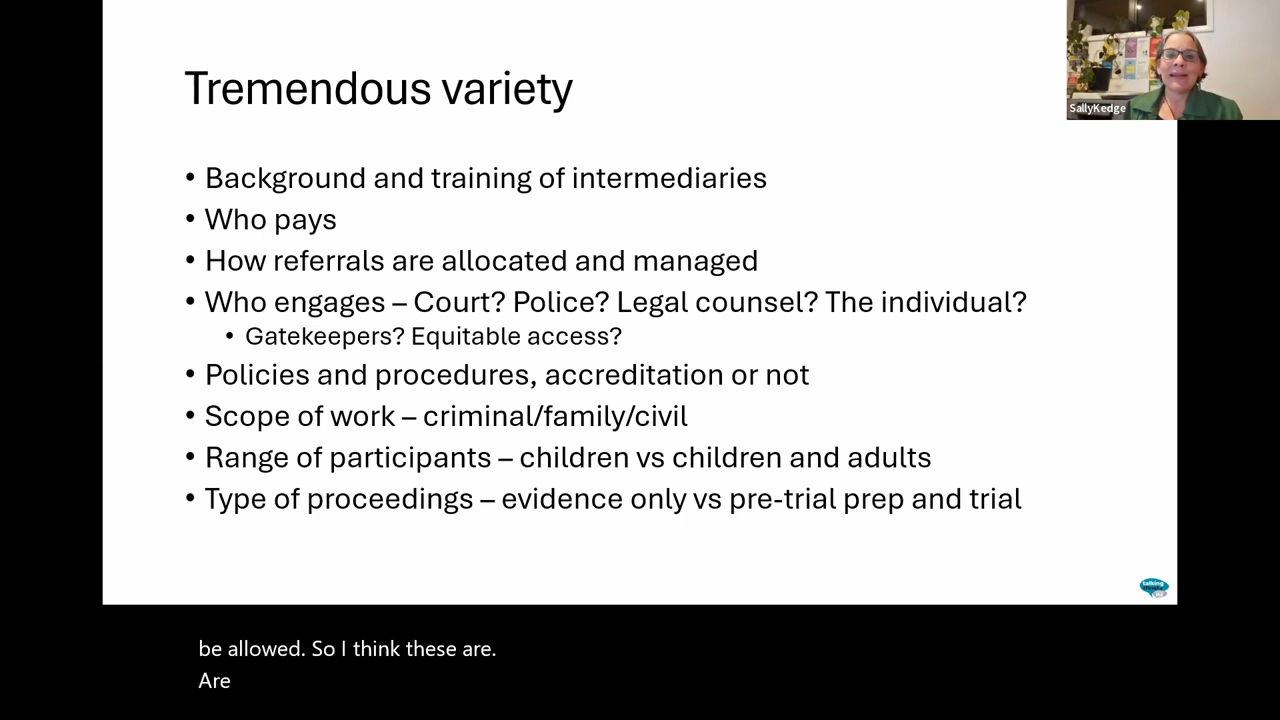 Tremendous variety
SallyKedge
• Background and training of intermediaries
• Who pays
• How referrals are allocated and managed
• Who engages – Court? Police? Legal counsel? The individual?
• Gatekeepers? Equitable access?
• Policies and procedures, accreditation or not
• Scope of work – criminal/family/civil
• Range of participants – children vs children and adults
• Type of proceedings – evidence only vs pre-trial prep and trial
talking
be allowed. So I think these are.
Are